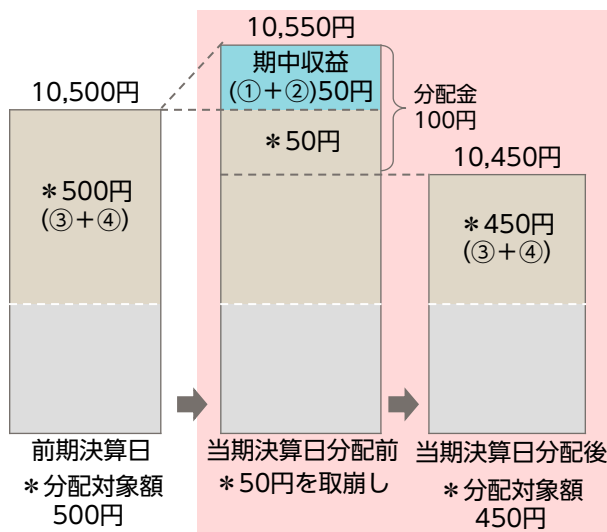 10,550円
期中収益
(①+②)50円
分配金
100円
10,500円
＊50円
10,450円
＊500円
(③+④)
＊450円
(③+④)
前期決算日
当期決算日分配前
当期決算日分配後
＊分配対象額
500円
＊50円を取崩し
＊分配対象額
450円